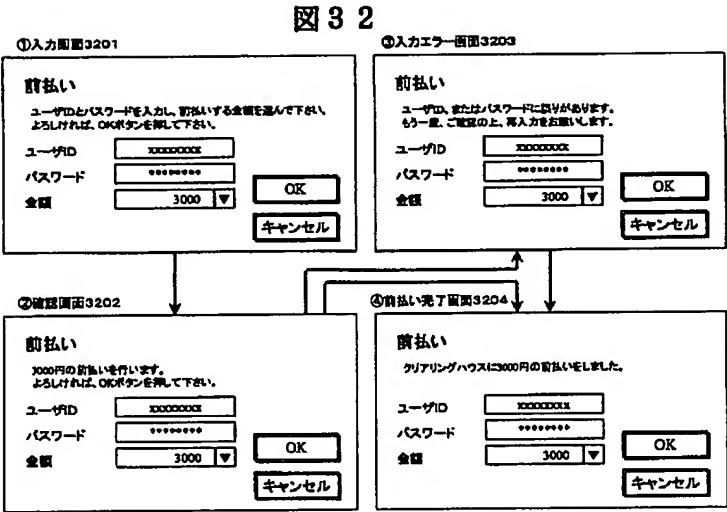 図32
①入力画面3201
前払い
ユーザIDとパスワードを入力し、前払いする金額を選んで下さい。
よろしければ、OKボタンを押して下さい。
ユーザID xxxxxxxx
パスワード ********
金額 3000 ▼
OK
キャンセル
③入力エラー画面3203
前払い
ユーザID、またはパスワードに誤りがあります。
もう一度、ご確認の上、再入力をお願いします。
ユーザID xxxxxxxx
パスワード ********
金額 3000 ▼
OK
キャンセル
②確認画面3202
前払い
3000円の前払いを行います。
よろしければ、OKボタンを押して下さい。
ユーザID xxxxxxxx
パスワード ********
金額 3000 ▼
OK
キャンセル
④前払い完了画面3204
前払い
クリアリングハウスに3000円の前払いをしました。
ユーザID xxxxxxxx
パスワード ********
金額 3000 ▼
OK
キャンセル